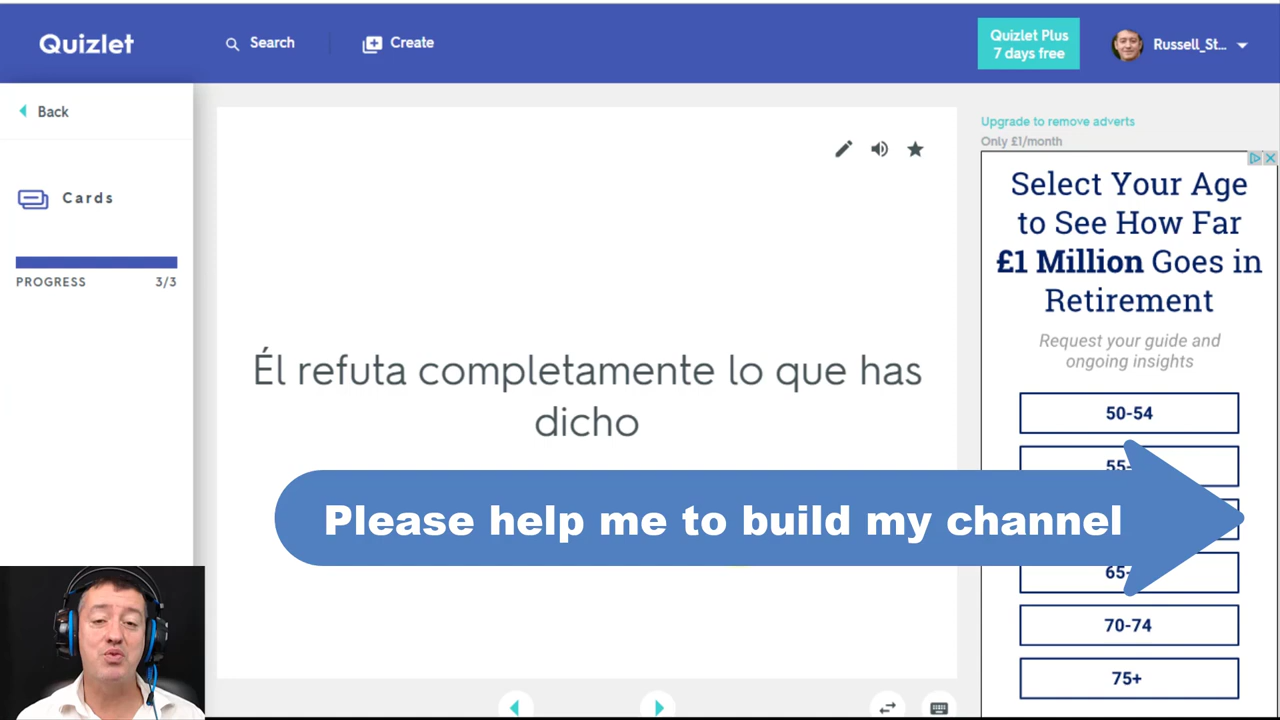 Quizlet
Search
Create
Quizlet Plus
7 days free
Russell_St...
Back
Cards
PROGRESS 3/3
Él refuta completamente lo que has
dicho
Please help me to build my channel
Upgrade to remove adverts
Only £1/month
Select Your Age
to See How Far
£1 Million Goes in
Retirement
Request your guide and
ongoing insights
50-54
55-
65-
70-74
75+